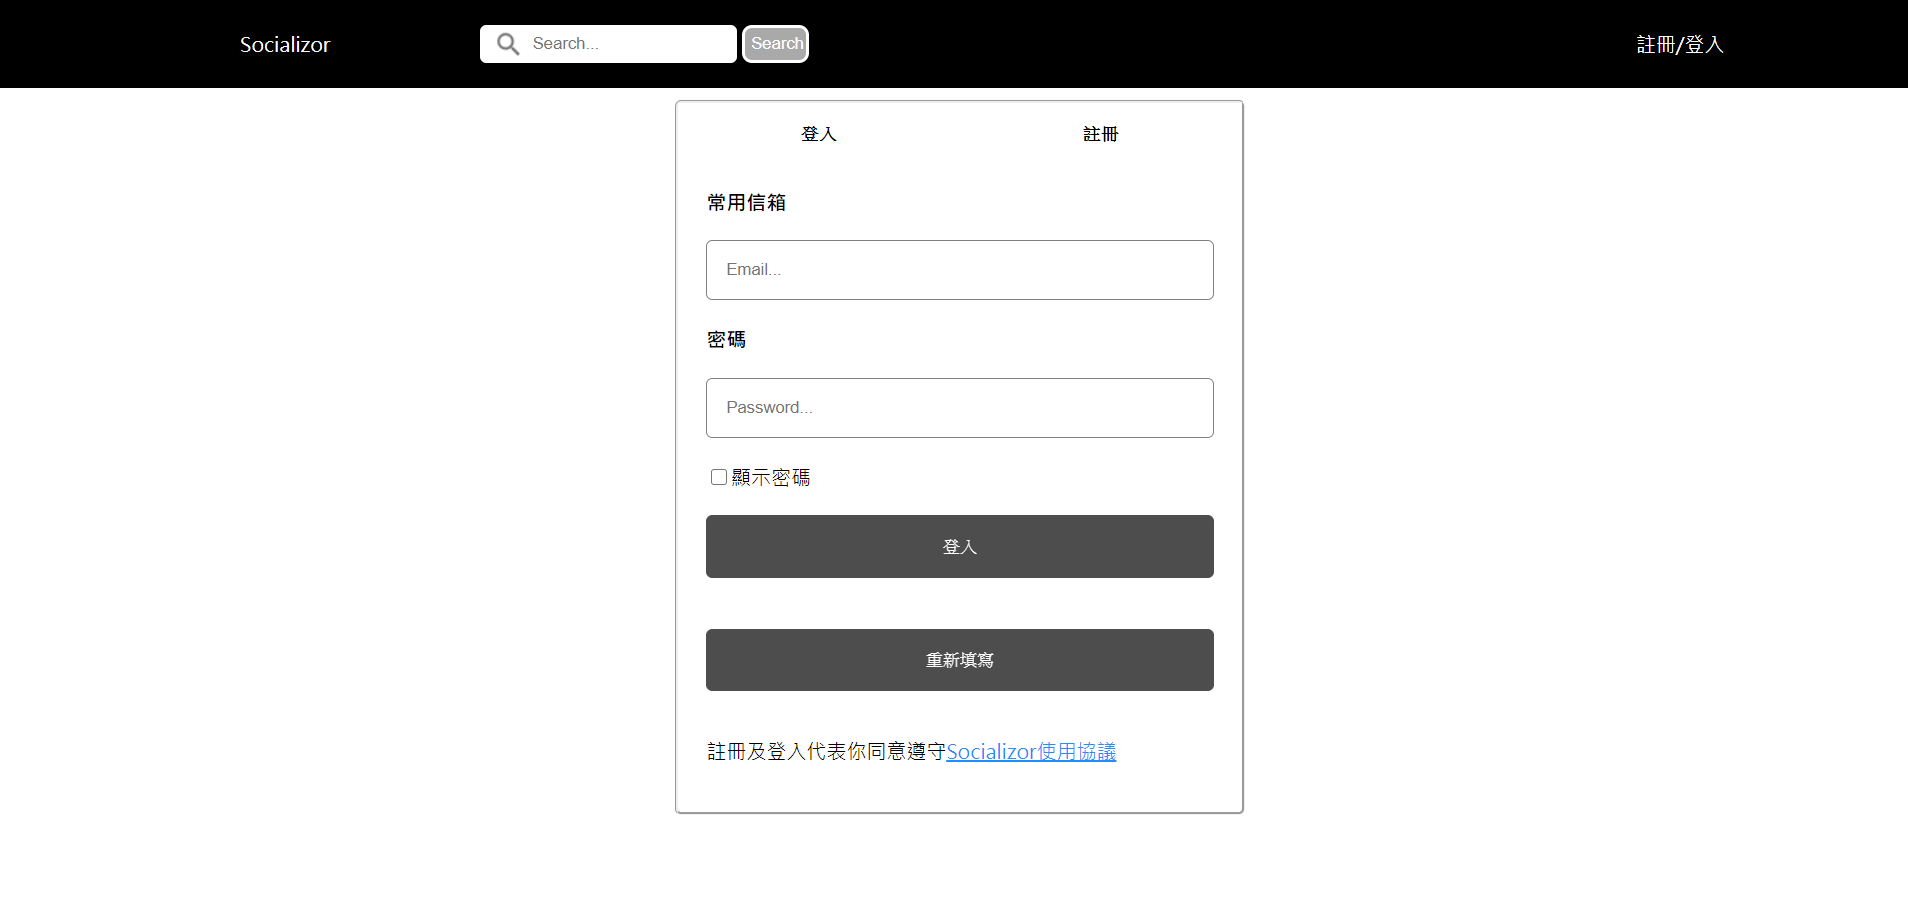 Socializor
Search...
Search
註冊/登入
登入
註冊
常用信箱
Email...
密碼
Password...
顯示密碼
登入
重新填寫
註冊及登入代表你同意遵守Socializor使用協議